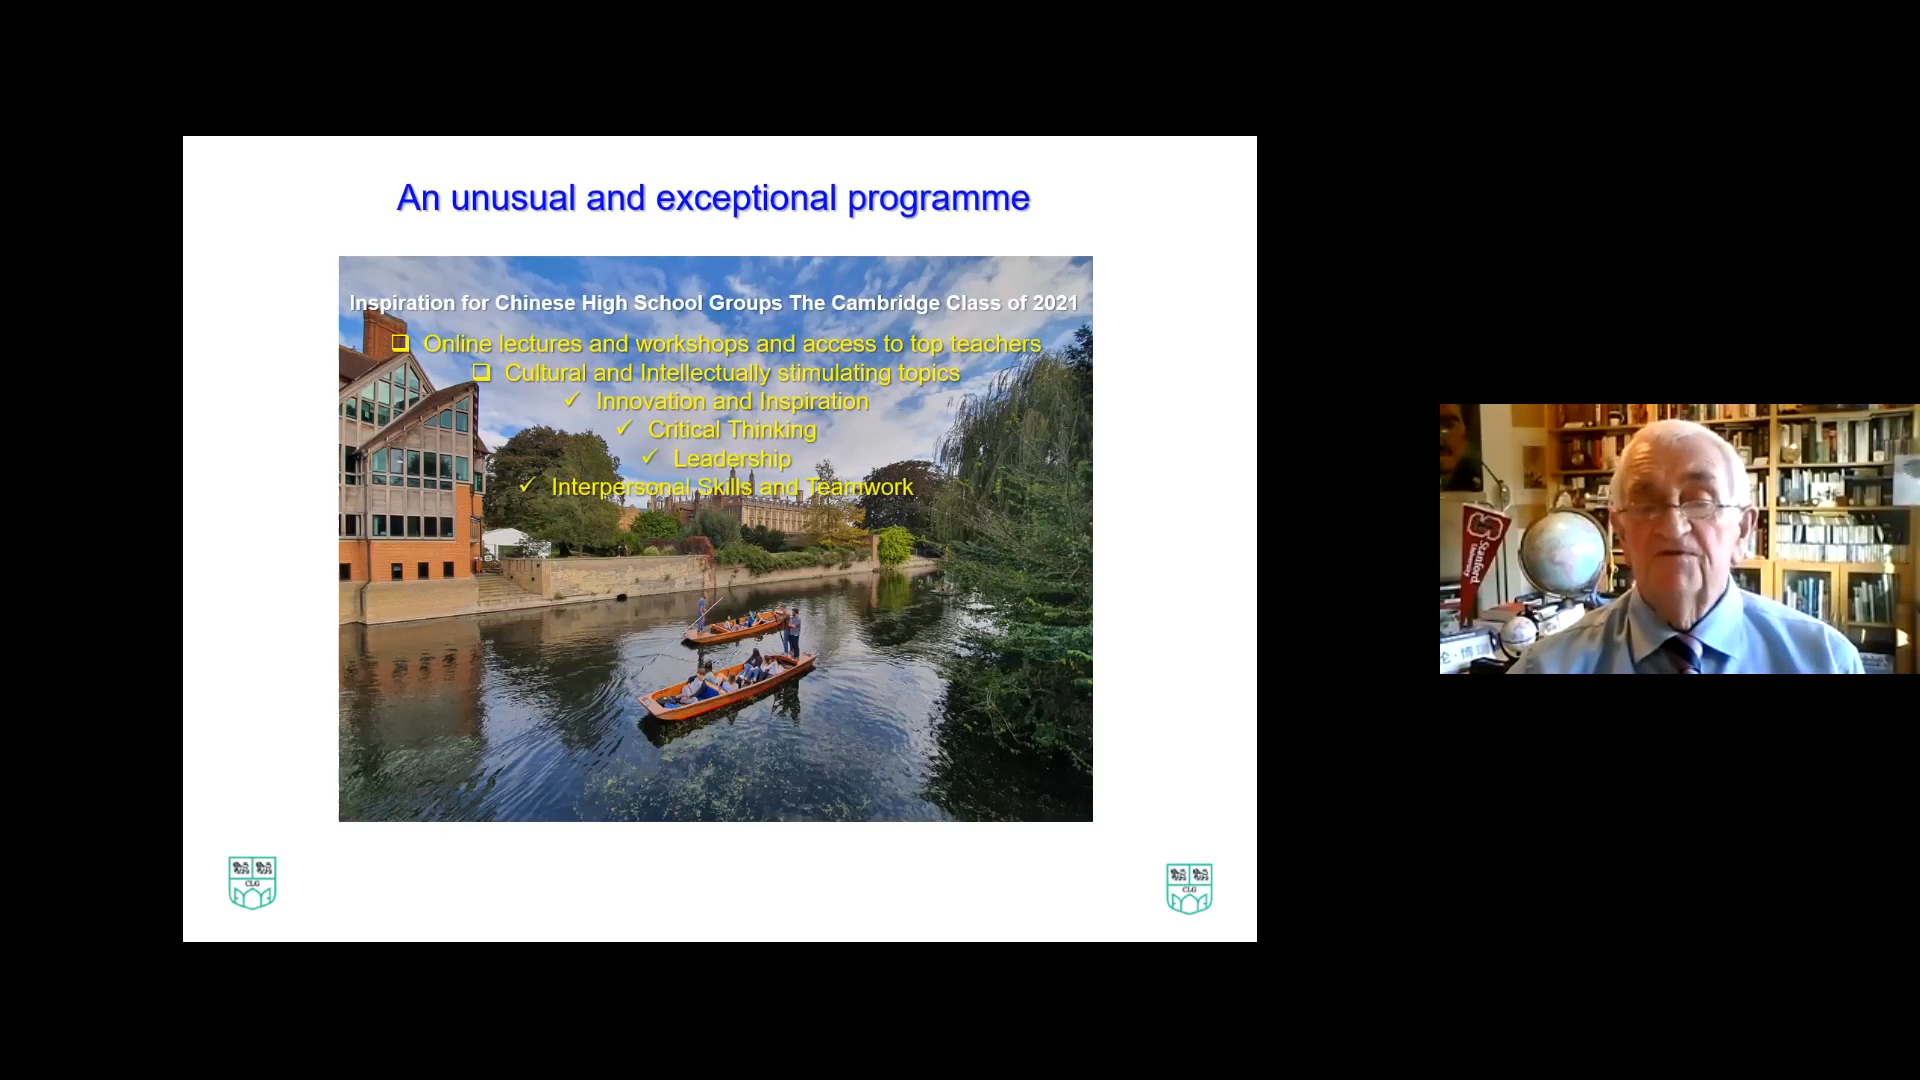 An unusual and exceptional programme
Inspiration for Chinese High School Groups The Cambridge Class of 2021
Online lectures and workshops and access to top teachers
Cultural and Intellectually stimulating topics
Innovation and Inspiration
Critical Thinking
Leadership
Interpersonal Skills and Teamwork
CLG
CLG
S
Stanford
University